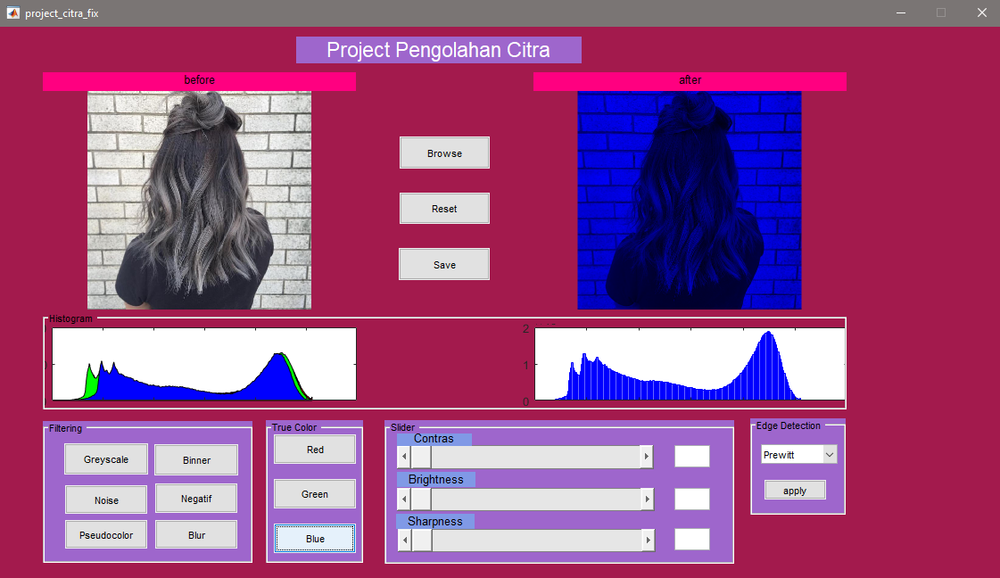 project_citra_fix
Project Pengolahan Citra
before
after
Browse
Reset
Save
Histogram
2
1
0
Filtering
Greyscale
Binner
Noise
Negatif
Pseudocolor
Blur
True Color
Red
Green
Blue
Slider
Contras
Brightness
Sharpness
Edge Detection
Prewitt
apply